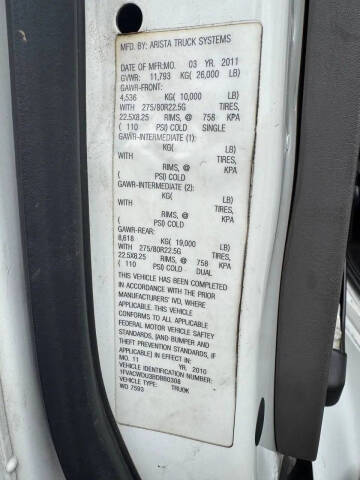 MFD. BY: ARISTA TRUCK SYSTEMS
DATE OF MFR:MO. 03 YR. 2011
GVWR: 11,793 KG( 26,000 LB)
GAWR-FRONT:
4,536 KG( 10,000 LB)
WITH 275/80R22.5G TIRES,
22.5X8.25 RIMS, @ 758 KPA
( 110 PSI) COLD SINGLE
GAWR-INTERMEDIATE (1):
KG( LB)
WITH TIRES,
RIMS, @ KPA
( PSI) COLD
GAWR-INTERMEDIATE (2):
KG( LB)
WITH TIRES,
RIMS, @ KPA
( PSI) COLD
GAWR-REAR:
8,618 KG( 19,000 LB)
WITH 275/80R22.5G TIRES,
22.5X8.25 RIMS, @ 758 KPA
( 110 PSI) COLD DUAL
THIS VEHICLE HAS BEEN COMPLETED
IN ACCORDANCE WITH THE PRIOR
MANUFACTURERS' IVD, WHERE
APPLICABLE. THIS VEHICLE
CONFORMS TO ALL APPLICABLE
FEDERAL MOTOR VEHICLE SAFTEY
STANDARDS, [AND BUMPER AND
THEFT PREVENTION STANDARDS, IF
APPLICABLE] IN EFFECT IN:
MO. 11 YR. 2010
VEHICLE IDENTIFICATION NUMBER:
1FVACWDU3BDBB0308
VEHICLE TYPE: TRUCK
WO 7593